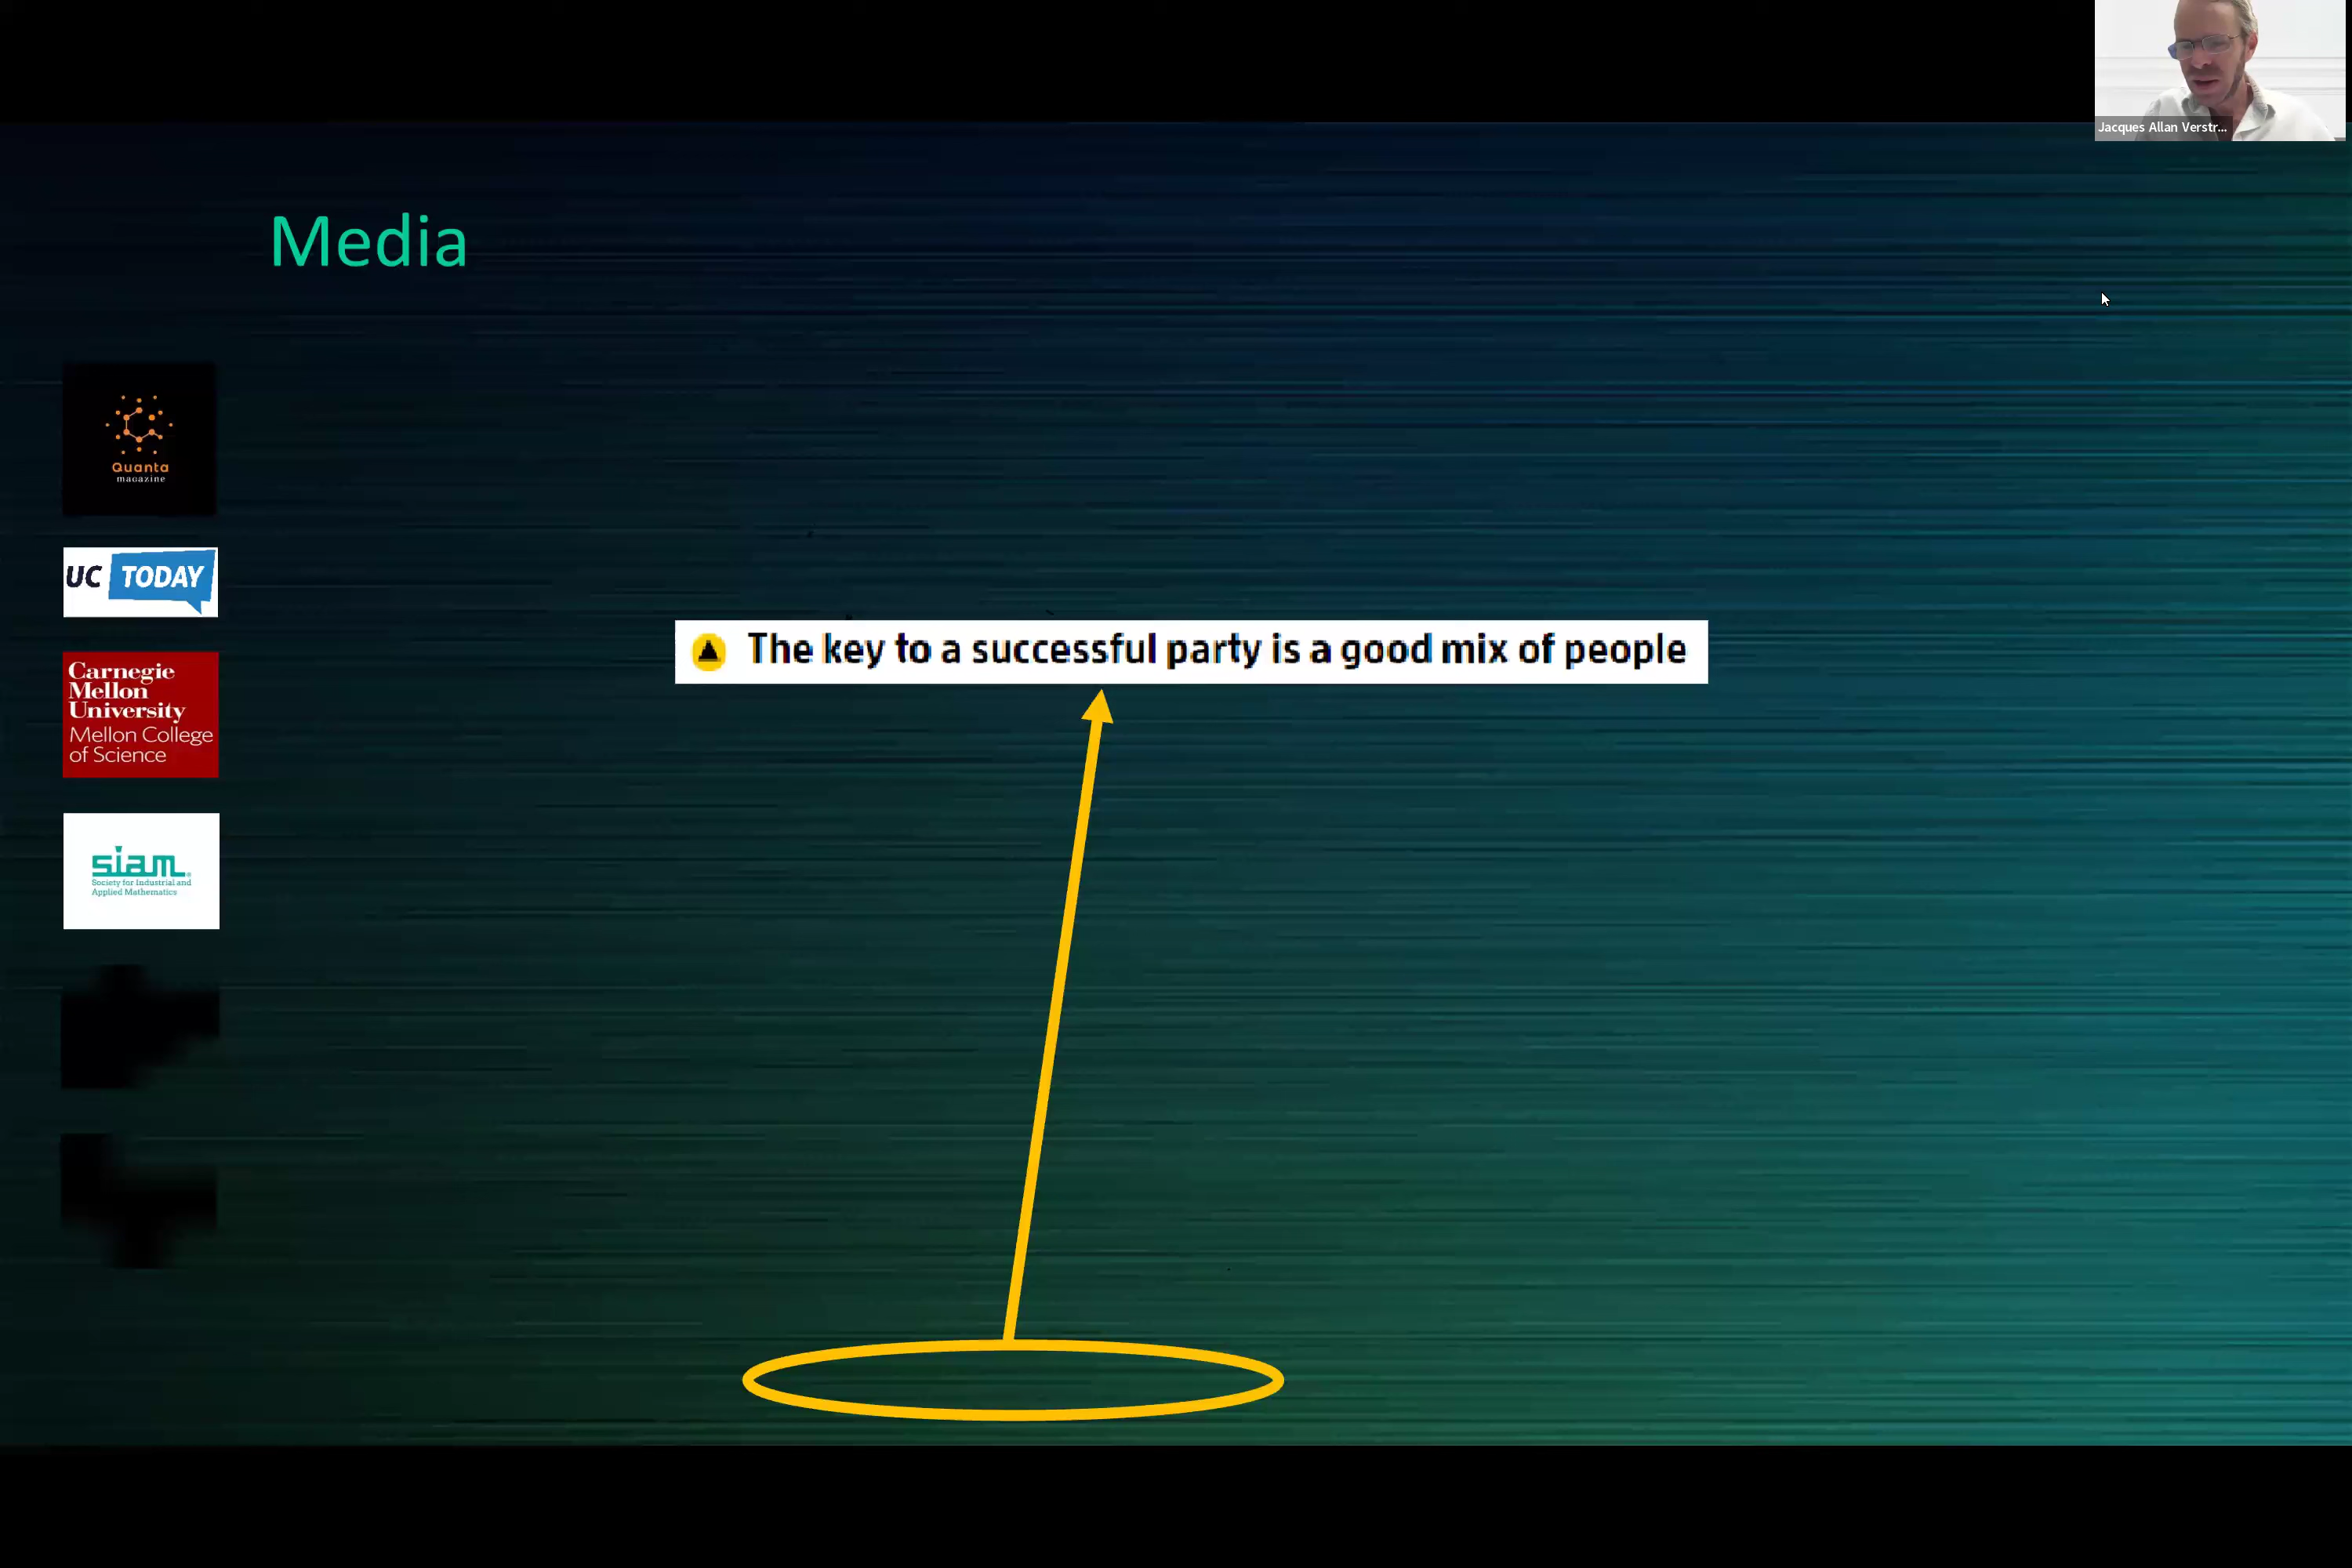 Jacques Allan Verstr...
Media
Quanta
magazine
UC TODAY
Carnegie
Mellon
University
Mellon College
of Science
siam
Society for Industrial and
Applied Mathematics
The key to a successful party is a good mix of people